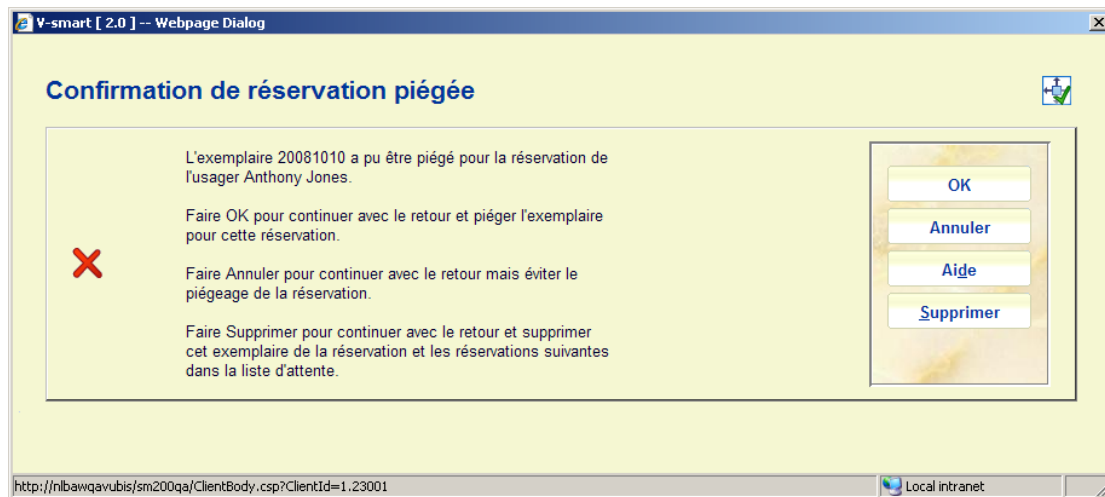 V-smart [ 2.0 ] -- Webpage Dialog
Confirmation de réservation piégée
L'exemplaire 20081010 a pu être piégé pour la réservation de
l'usager Anthony Jones.
Faire OK pour continuer avec le retour et piéger l'exemplaire
pour cette réservation.
Faire Annuler pour continuer avec le retour mais éviter le
piégeage de la réservation.
Faire Supprimer pour continuer avec le retour et supprimer
cet exemplaire de la réservation et les réservations suivantes
dans la liste d'attente.
OK
Annuler
Aide
Supprimer
http://nlbawqavubis/sm200qa/ClientBody.csp?ClientId=1.23001
Local intranet